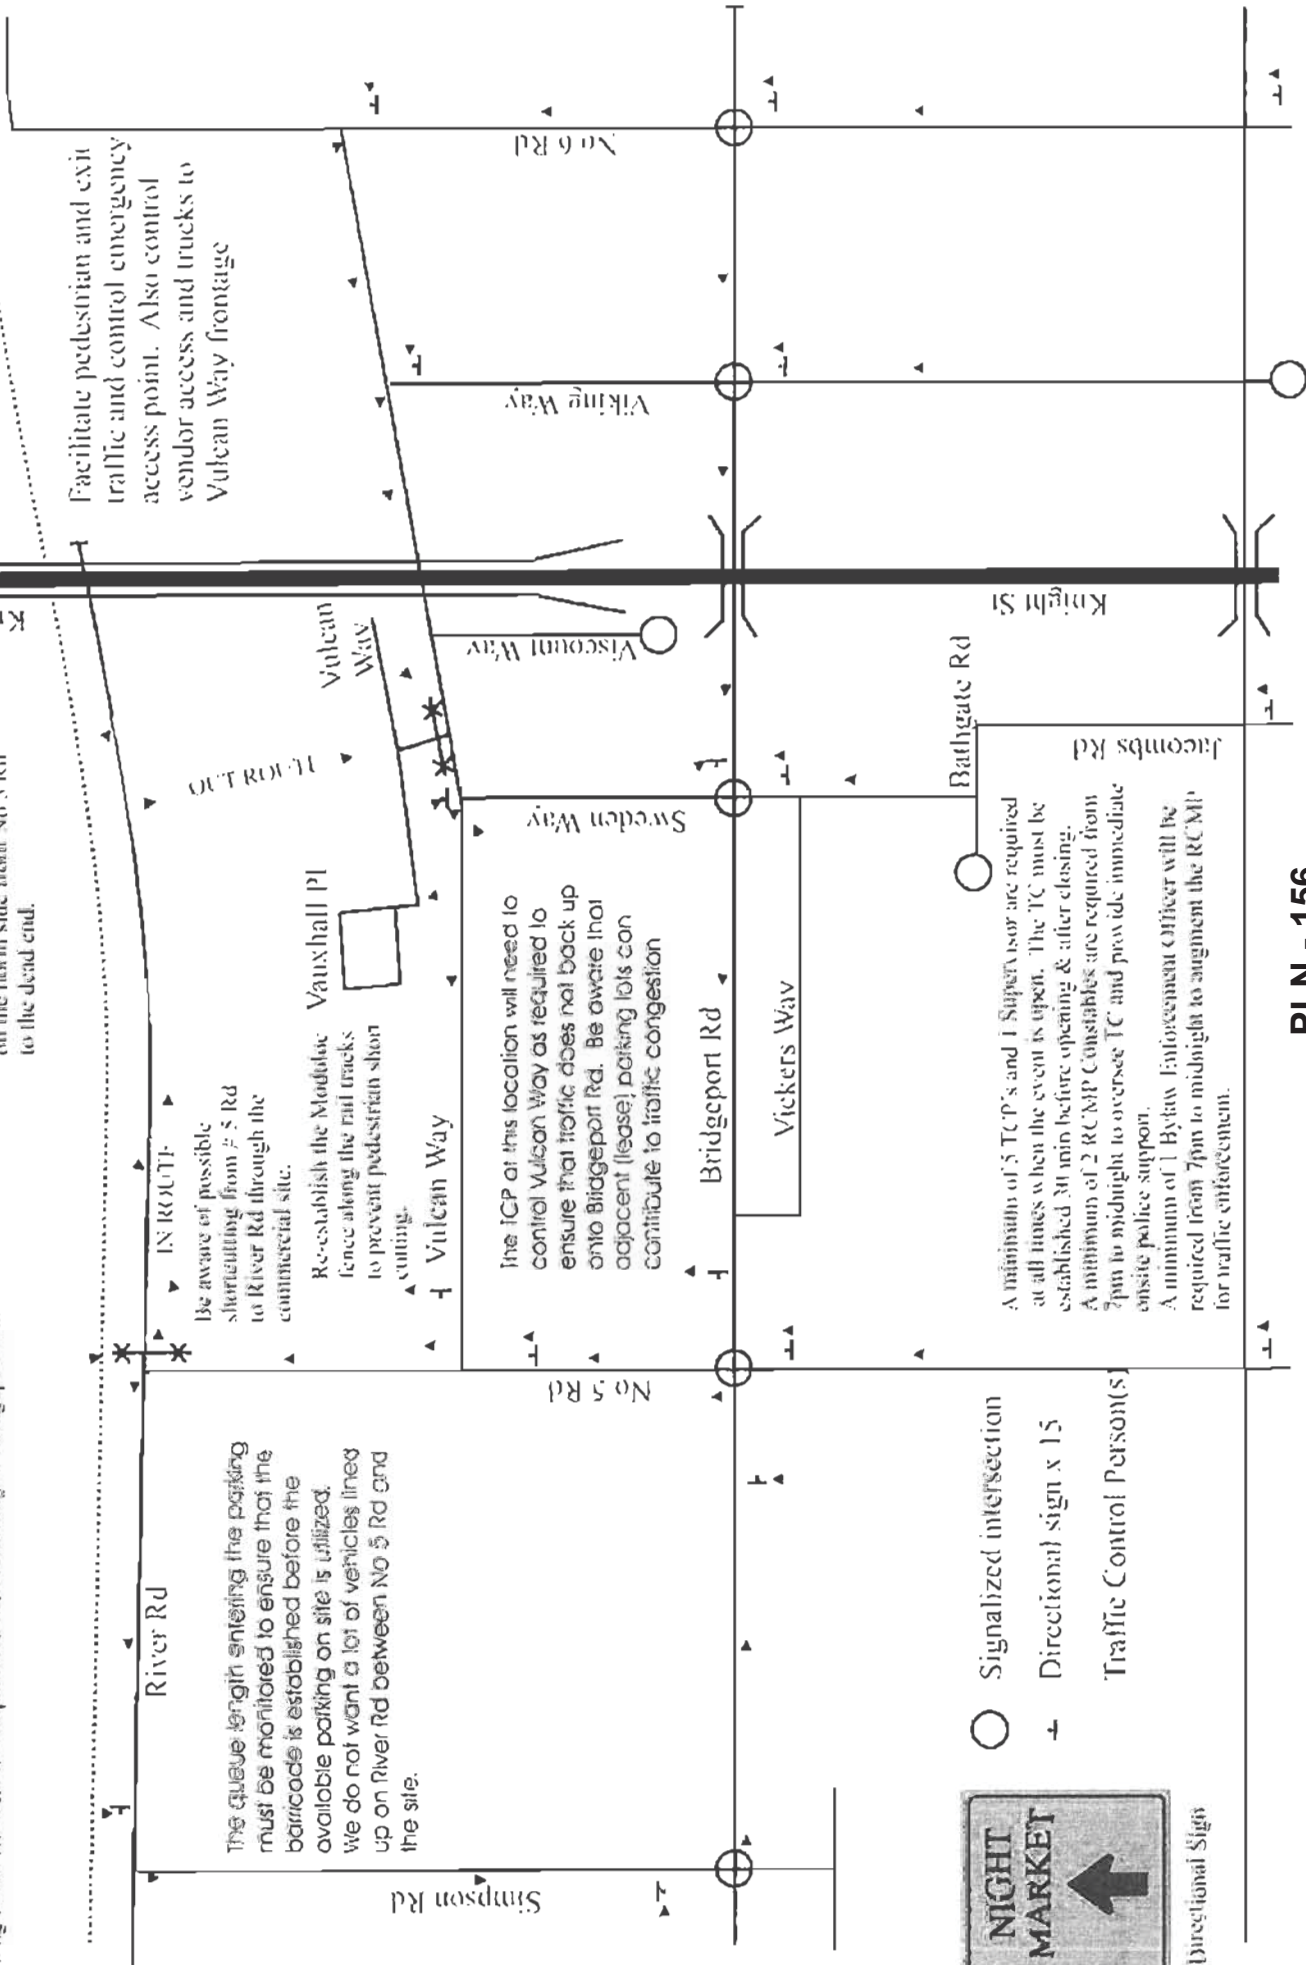 to the dead end.
Facilitate pedestrian and exit
traffic and control emergency
access point. Also control
vendor access and trucks to
Vulcan Way frontage
River Rd
IN ROUTE
OUT ROUTE
Be aware of possible
shortcutting from # 5 Rd
to River Rd through the
commercial site.
Re-establish the Moduloc
fence along the rail tracks
to prevent pedestrian short
cutting.
Vauxhall Pl
Vulcan
Way
Vulcan Way
The queue length entering the parking
must be monitored to ensure that the
barricade is established before the
available parking on site is utilized.
We do not want a lot of vehicles lined
up on River Rd between No 5 Rd and
the site.
The TCP at this location will need to
control Vulcan Way as required to
ensure that traffic does not back up
onto Bridgeport Rd. Be aware that
adjacent (lease) parking lots can
contribute to traffic congestion
Simpson Rd
No 5 Rd
Sweden Way
Viscount Way
Viking Way
No 6 Rd
Bridgeport Rd
Vickers Way
Bathgate Rd
Jacombs Rd
Knight St
A minimum of 5 TCP's and 1 Supervisor are required
at all times when the event is open. The TC must be
established 30 min before opening & after closing.
A minimum of 2 RCMP Constables are required from
7pm to midnight to oversee TC and provide immediate
onsite police support.
A minimum of 1 Bylaw Enforcement Officer will be
required from 7pm to midnight to augment the RCMP
for traffic enforcement.
Signalized intersection
Directional sign x 15
Traffic Control Person(s)
NIGHT
MARKET
Directional Sign
PLN - 156